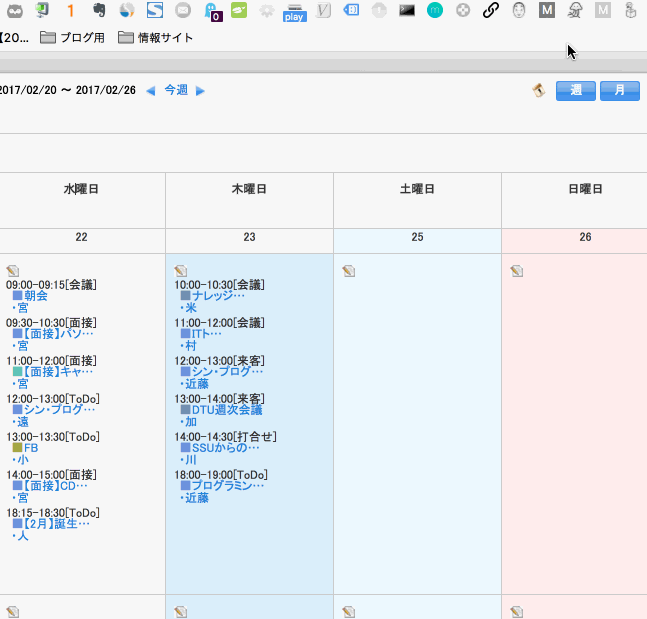 1
0
play
M
M
【20...
ブログ用
情報サイト
2017/02/20 ～ 2017/02/26
今週
週
月
水曜日
木曜日
土曜日
日曜日
22
23
25
26
09:00-09:15[会議]
朝会
・宮
09:30-10:30[面接]
【面接】パソ…
・宮
11:00-12:00[面接]
【面接】キャ…
・宮
12:00-13:00[ToDo]
シン・ブログ…
・遠
13:00-13:30[ToDo]
FB
・小
14:00-15:00[面接]
【面接】CD…
・宮
18:15-18:30[ToDo]
【2月】誕生…
・人
10:00-10:30[会議]
ナレッジ…
・米
11:00-12:00[会議]
ITト…
・村
12:00-13:00[来客]
シン・ブログ…
・近藤
13:00-14:00[来客]
DTU週次会議
・加
14:00-14:30[打合せ]
SSUからの…
・川
18:00-19:00[ToDo]
プログラミン…
・近藤